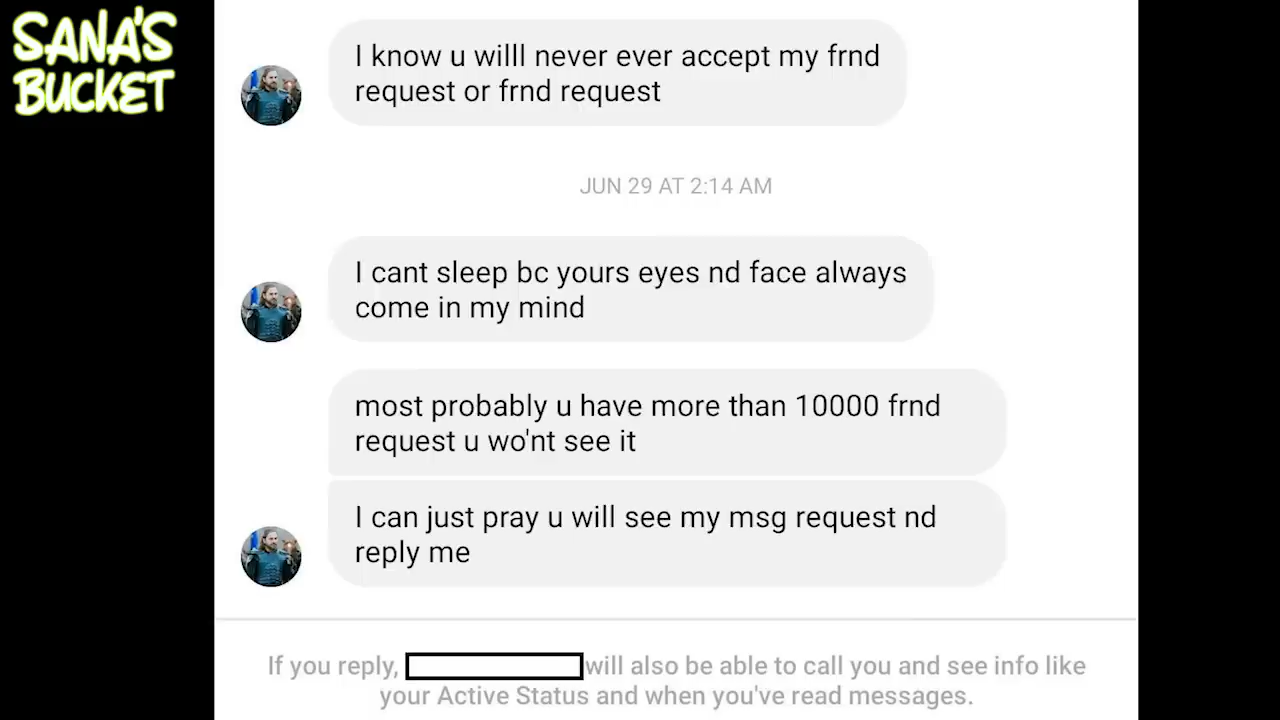 SANA'S
BUCKET
I know u willl never ever accept my frnd
request or frnd request
JUN 29 AT 2:14 AM
I cant sleep bc yours eyes nd face always
come in my mind
most probably u have more than 10000 frnd
request u wo'nt see it
I can just pray u will see my msg request nd
reply me
If you reply, will also be able to call you and see info like
your Active Status and when you've read messages.